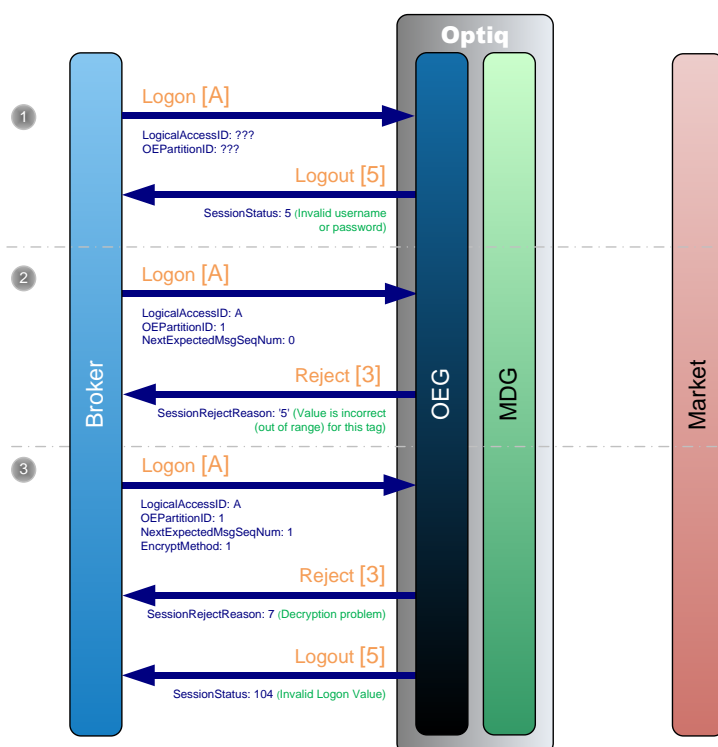 Optiq
1
Logon [A]
LogicalAccessID: ???
OEPartitionID: ???
Logout [5]
SessionStatus: 5 (Invalid username
or password)
2
Logon [A]
LogicalAccessID: A
OEPartitionID: 1
NextExpectedMsgSeqNum: 0
Reject [3]
SessionRejectReason: '5' (Value is incorrect
(out of range) for this tag)
3
Logon [A]
LogicalAccessID: A
OEPartitionID: 1
NextExpectedMsgSeqNum: 1
EncryptMethod: 1
Reject [3]
SessionRejectReason: 7 (Decryption problem)
Logout [5]
SessionStatus: 104 (Invalid Logon Value)
Broker
OEG
MDG
Market